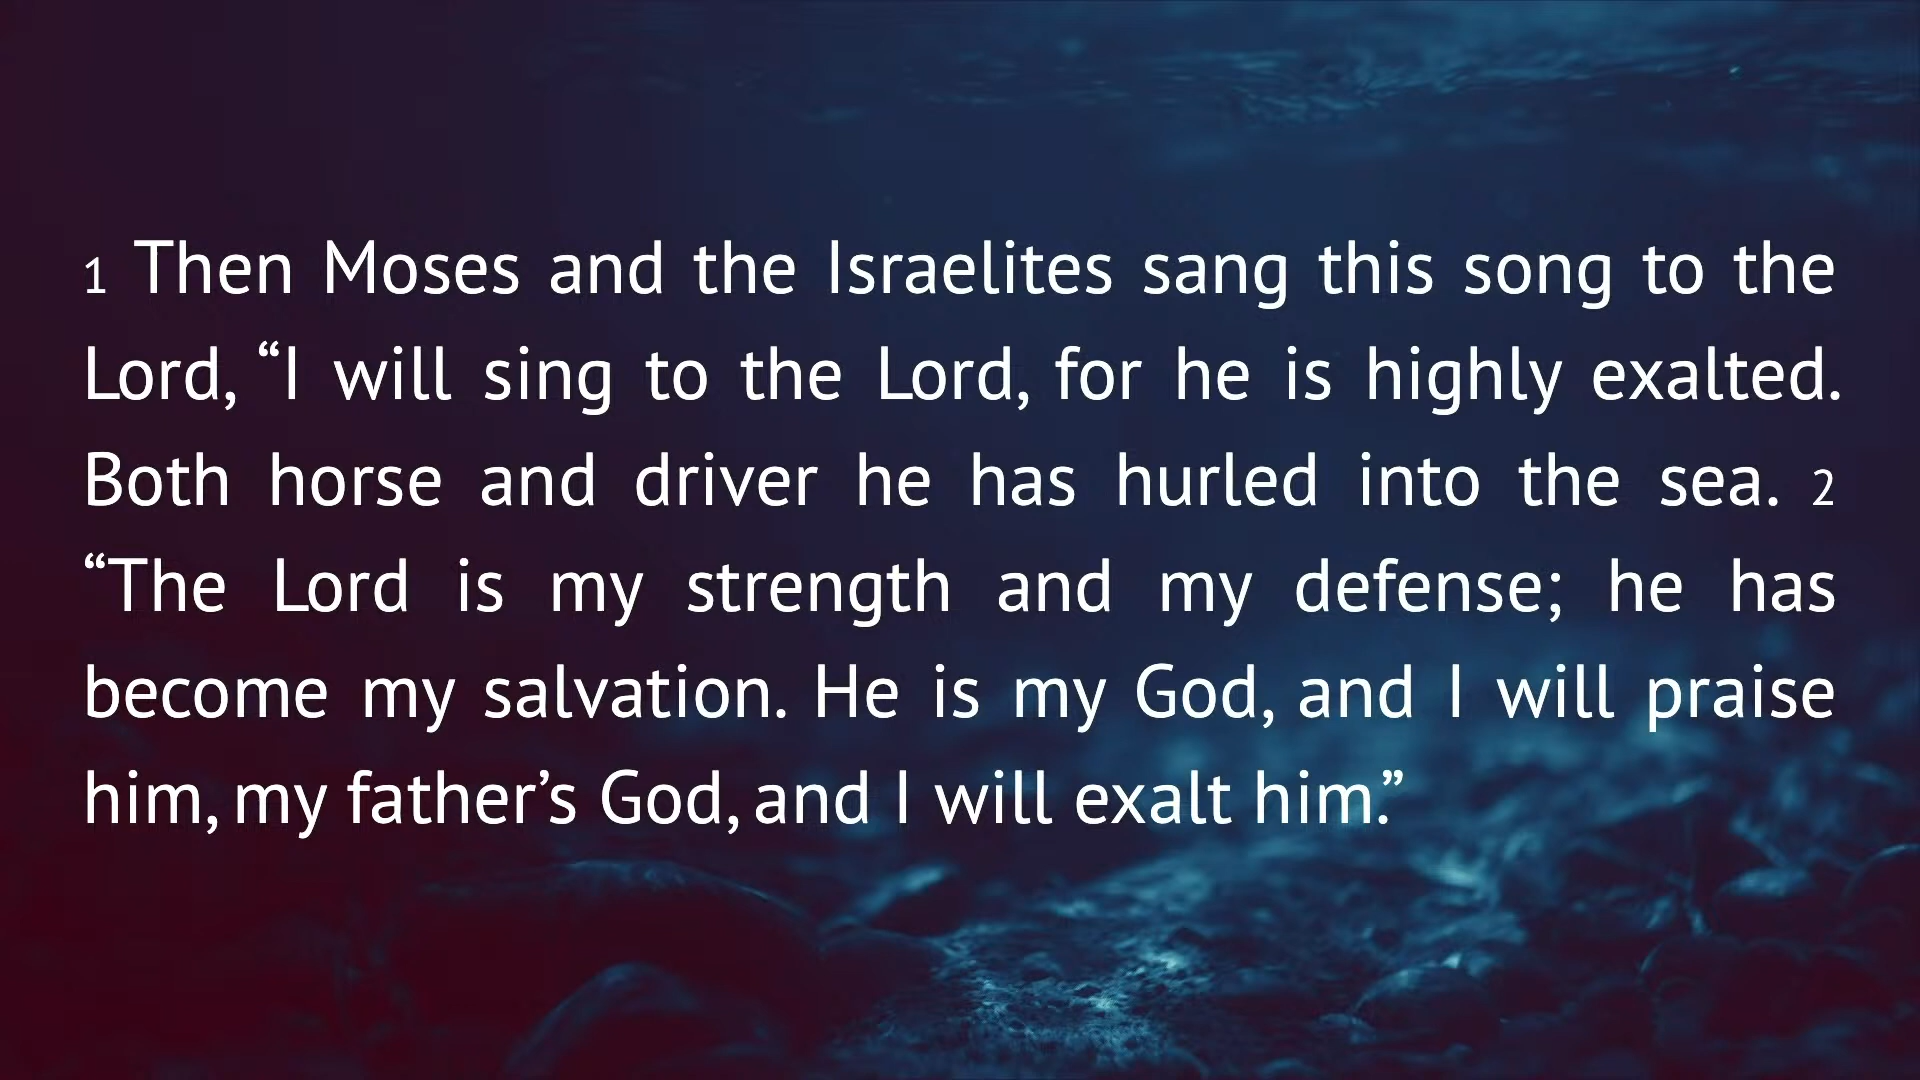 1 Then Moses and the Israelites sang this song to the
Lord, “I will sing to the Lord, for he is highly exalted.
Both horse and driver he has hurled into the sea. 2
“The Lord is my strength and my defense; he has
become my salvation. He is my God, and I will praise
him, my father’s God, and I will exalt him.”